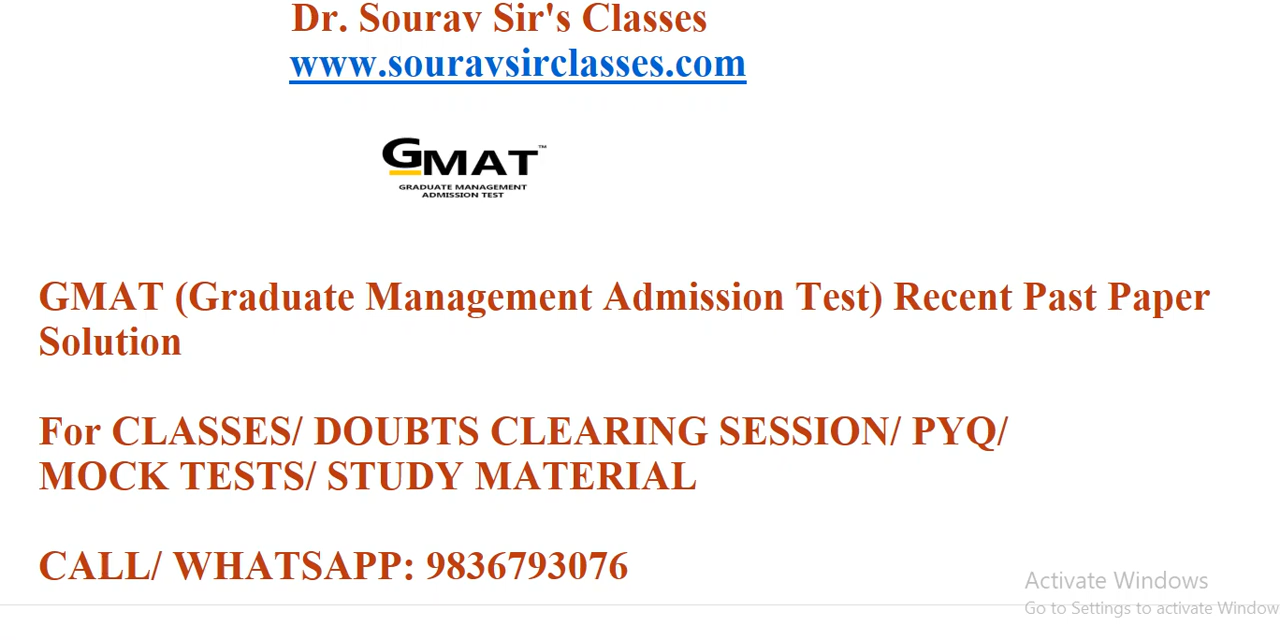 Dr. Sourav Sir's Classes
www.souravsirclasses.com
GMAT™
GRADUATE MANAGEMENT
ADMISSION TEST
GMAT (Graduate Management Admission Test) Recent Past Paper
Solution
For CLASSES/ DOUBTS CLEARING SESSION/ PYQ/
MOCK TESTS/ STUDY MATERIAL
CALL/ WHATSAPP: 9836793076
Activate Windows
Go to Settings to activate Window